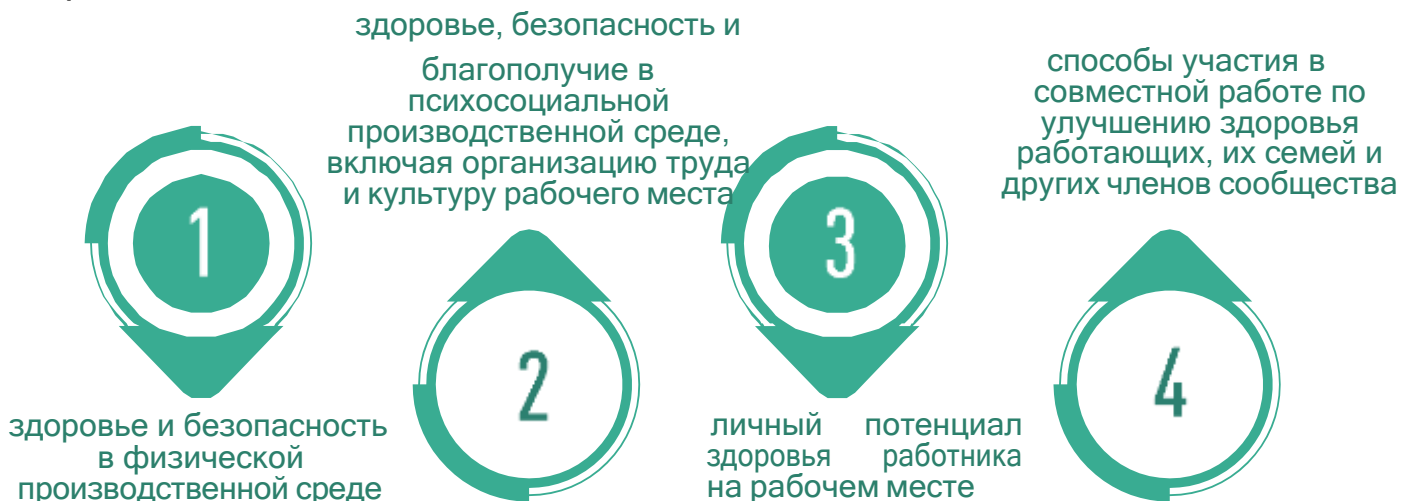 1
здоровье и безопасность
в физической
производственной среде
здоровье, безопасность и
благополучие в
психосоциальной
производственной среде,
включая организацию труда
и культуру рабочего места
2
3
личный потенциал
здоровья работника
на рабочем месте
способы участия в
совместной работе по
улучшению здоровья
работающих, их семей и
других членов сообщества
4